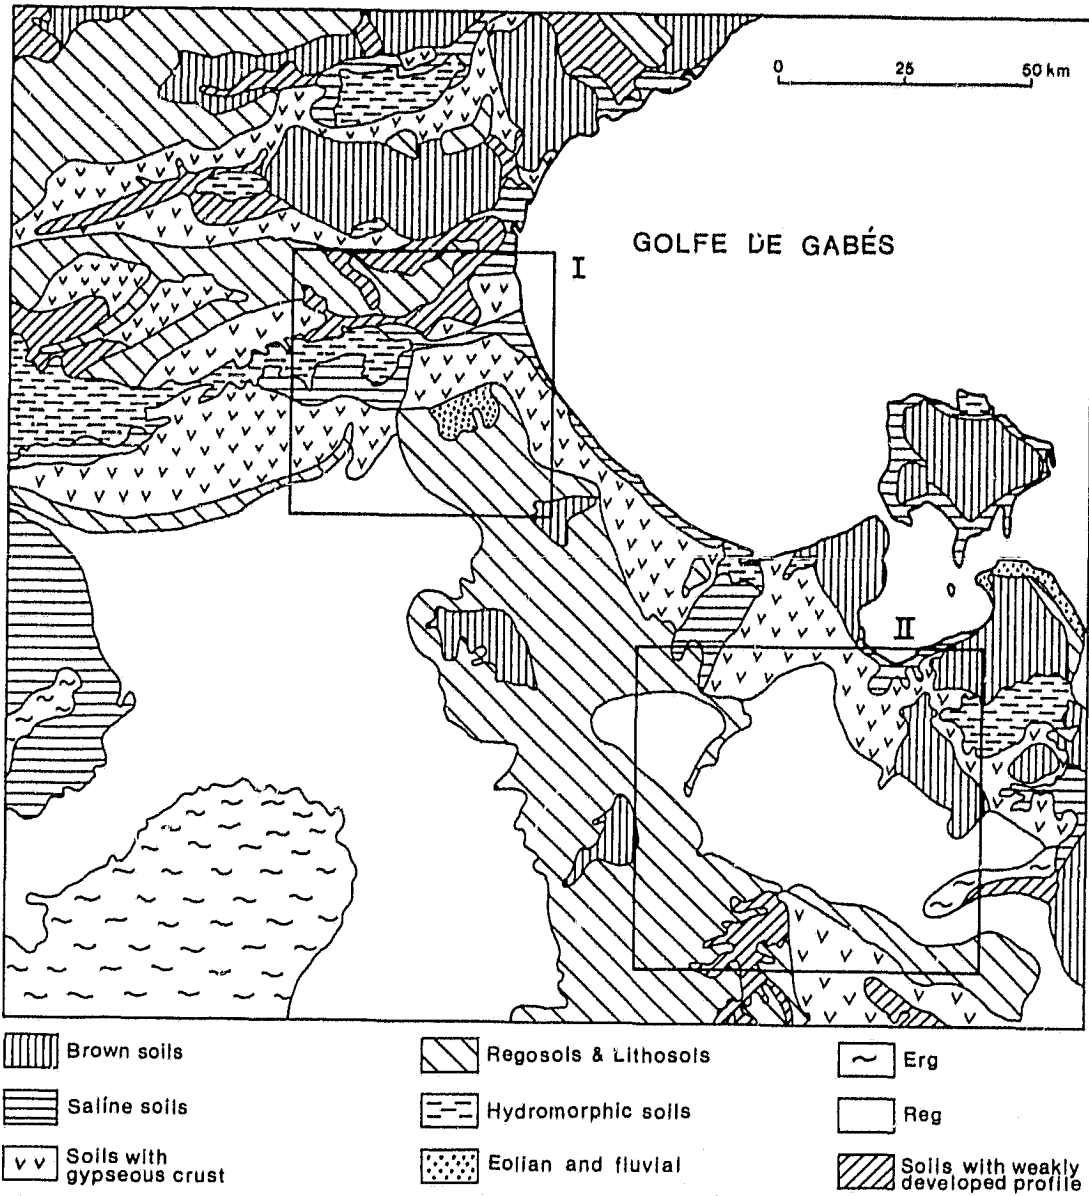 0 25 50 km
GOLFE DE GABÉS
I
II
Brown soils
Regosols & Lithosols
Erg
Saline soils
Hydromorphic soils
Reg
Soils with
gypseous crust
Eolian and fluvial
Soils with weakly
developed profile